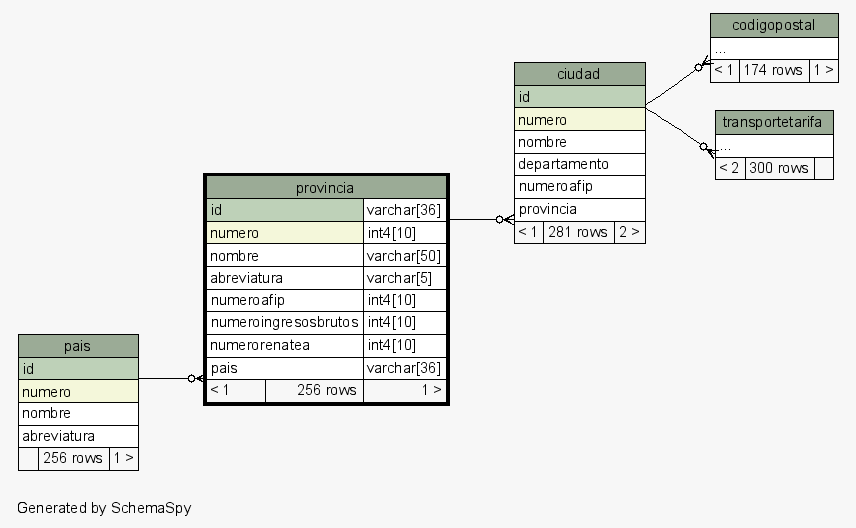 codigopostal
...
< 1 174 rows 1 >
ciudad
id
numero
nombre
departamento
numeroafip
provincia
< 1 281 rows 2 >
transportetarifa
...
< 2 300 rows
provincia
id varchar[36]
numero int4[10]
nombre varchar[50]
abreviatura varchar[5]
numeroafip int4[10]
numeroingresosbrutos int4[10]
numerorenatea int4[10]
pais varchar[36]
< 1 256 rows 1 >
pais
id
numero
nombre
abreviatura
256 rows 1 >
Generated by SchemaSpy